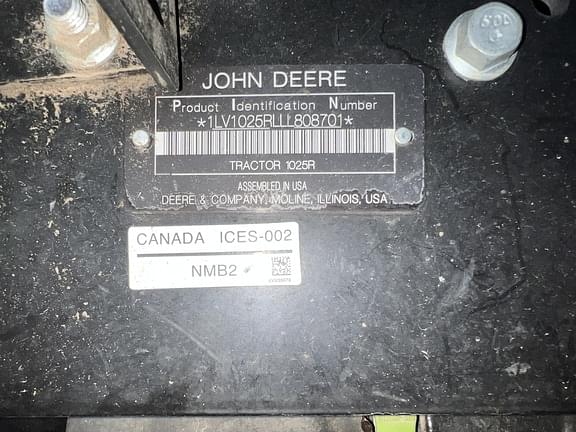 50L
JOHN DEERE
Product Identification Number
*1LV1025RLLL808701*
TRACTOR 1025R
ASSEMBLED IN USA
DEERE & COMPANY, MOLINE, ILLINOIS, USA
CANADA ICES-002
NMB2